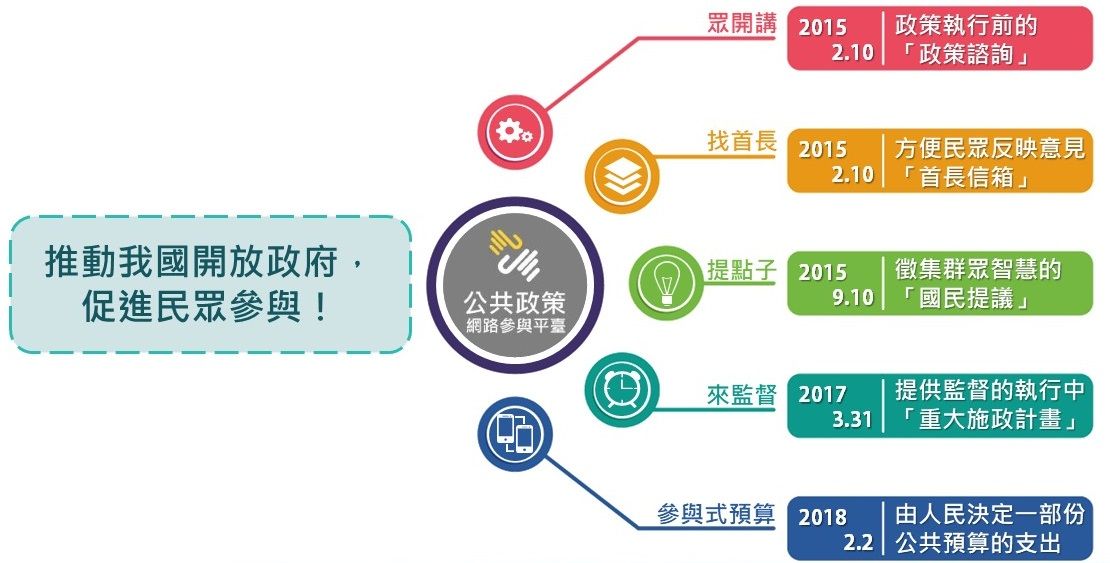 推動我國開放政府，
促進民眾參與！
公共政策
網路參與平臺
眾開講
2015
2.10
政策執行前的
「政策諮詢」
找首長
2015
2.10
方便民眾反映意見
「首長信箱」
提點子
2015
9.10
徵集群眾智慧的
「國民提議」
來監督
2017
3.31
提供監督的執行中
「重大施政計畫」
參與式預算
2018
2.2
由人民決定一部份
公共預算的支出